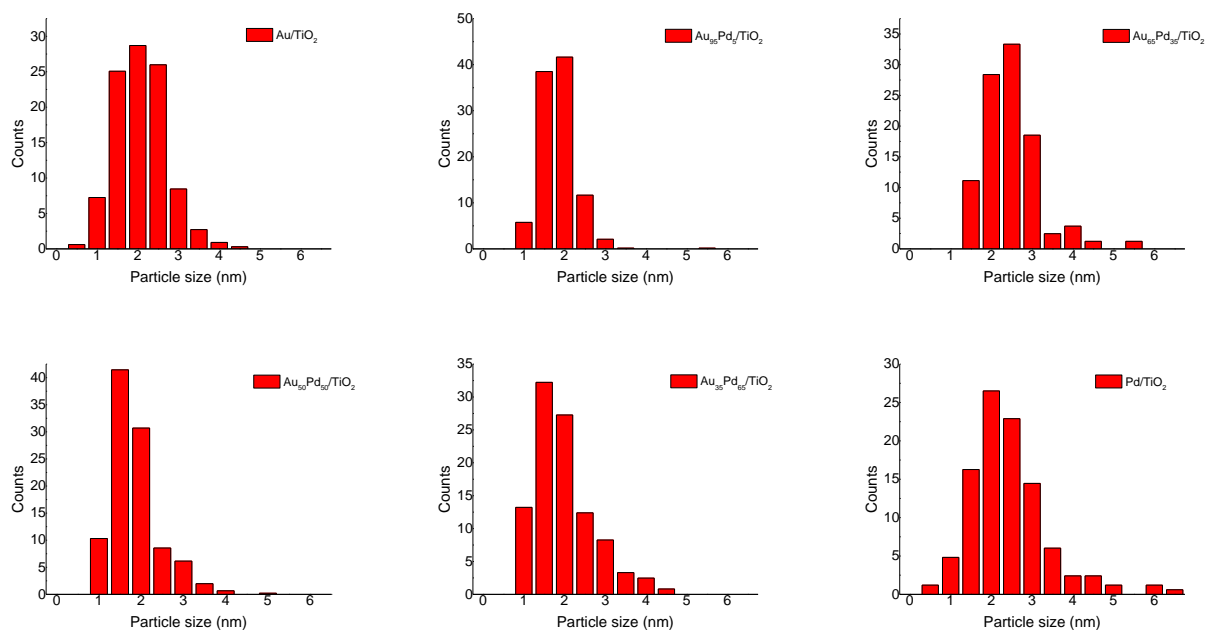 Au/TiO₂
30
25
20
15
10
5
0
Counts
0 1 2 3 4 5 6
Particle size (nm)
Au₉₅Pd₅/TiO₂
50
40
30
20
10
0
Counts
0 1 2 3 4 5 6
Particle size (nm)
Au₆₅Pd₃₅/TiO₂
35
30
25
20
15
10
5
0
Counts
0 1 2 3 4 5 6
Particle size (nm)
Au₅₀Pd₅₀/TiO₂
40
35
30
25
20
15
10
5
0
Counts
0 1 2 3 4 5 6
Particle size (nm)
Au₃₅Pd₆₅/TiO₂
35
30
25
20
15
10
5
0
Counts
0 1 2 3 4 5 6
Particle size (nm)
Pd/TiO₂
30
25
20
15
10
5
0
Counts
0 1 2 3 4 5 6
Particle size (nm)